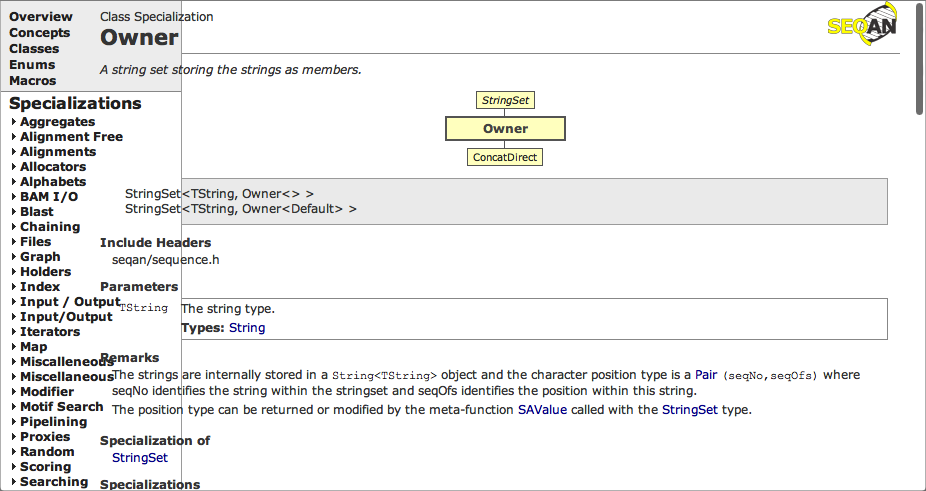 Overview
Concepts
Classes
Enums
Macros
Specializations
Aggregates
Alignment Free
Alignments
Allocators
Alphabets
BAM I/O
Blast
Chaining
Files
Graph
Holders
Index
Input / Output
Input/Output
Iterators
Map
Miscalleneous
Miscellaneous
Modifier
Motif Search
Pipelining
Proxies
Random
Scoring
Searching
Class Specialization
Owner
SEQAN
A string set storing the strings as members.
StringSet
Owner
ConcatDirect
StringSet<TString, Owner<> >
StringSet<TString, Owner<Default> >
Include Headers
seqan/sequence.h
Parameters
TString The string type.
Types: String
Remarks
The strings are internally stored in a String<TString> object and the character position type is a Pair (seqNo,seqOfs) where
seqNo identifies the string within the stringset and seqOfs identifies the position within this string.
The position type can be returned or modified by the meta-function SAValue called with the StringSet type.
Specialization of
StringSet
Specializations